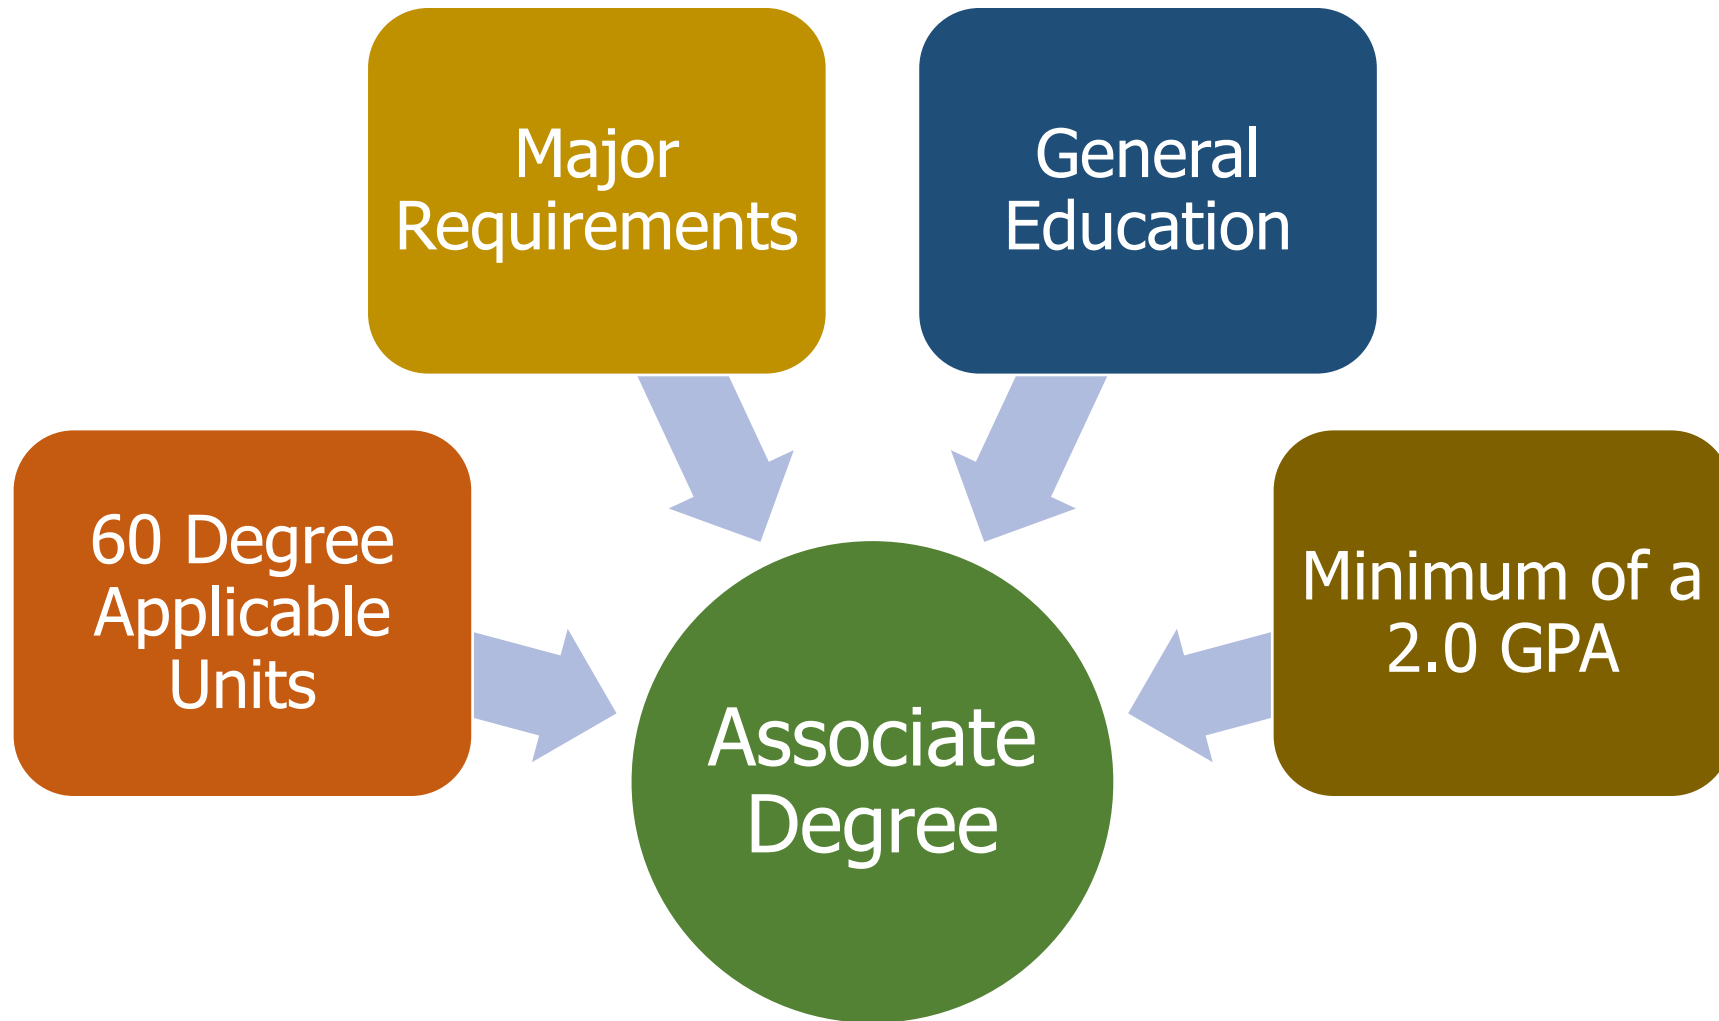 Major
Requirements
General
Education
60 Degree
Applicable
Units
Minimum of a
2.0 GPA
Associate
Degree